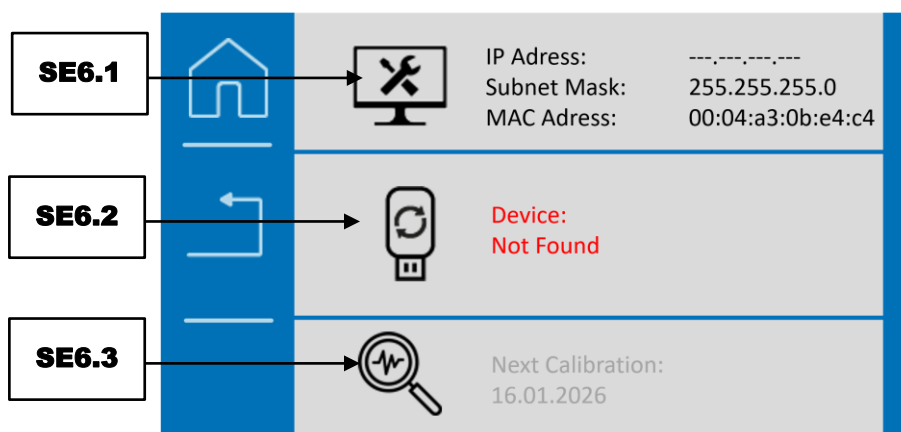 SE6.1
IP Adress: ---.---.---.---
Subnet Mask: 255.255.255.0
MAC Adress: 00:04:a3:0b:e4:c4
SE6.2
Device:
Not Found
SE6.3
Next Calibration:
16.01.2026